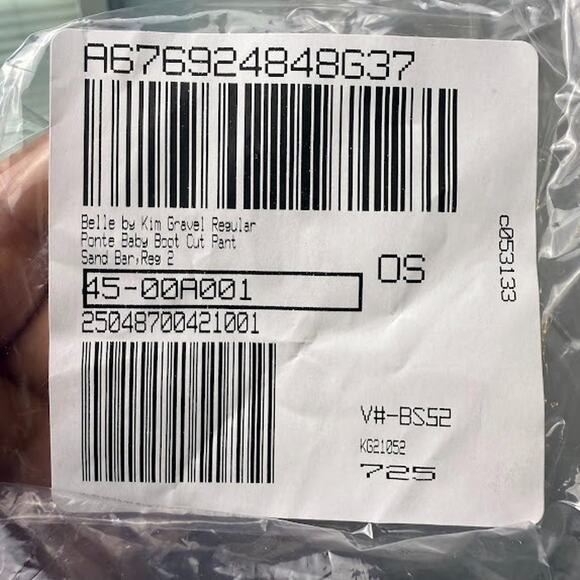 A676924848G37
Belle by Kim Gravel Regular
Ponte Baby Boot Cut Pant
Sand Bar,Reg 2
OS
45-00A001
25048700421001
c053133
V#-BS52
KG21052
725